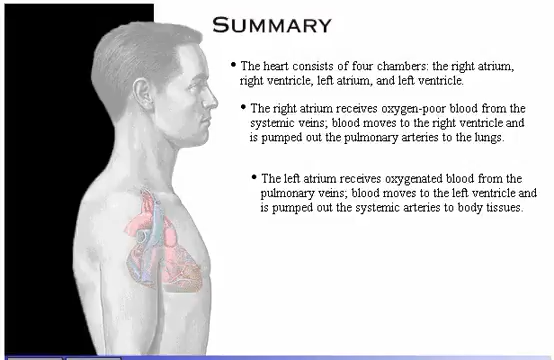 SUMMARY
• The heart consists of four chambers: the right atrium,
right ventricle, left atrium, and left ventricle.
• The right atrium receives oxygen-poor blood from the
systemic veins; blood moves to the right ventricle and
is pumped out the pulmonary arteries to the lungs.
• The left atrium receives oxygenated blood from the
pulmonary veins; blood moves to the left ventricle and
is pumped out the systemic arteries to body tissues.